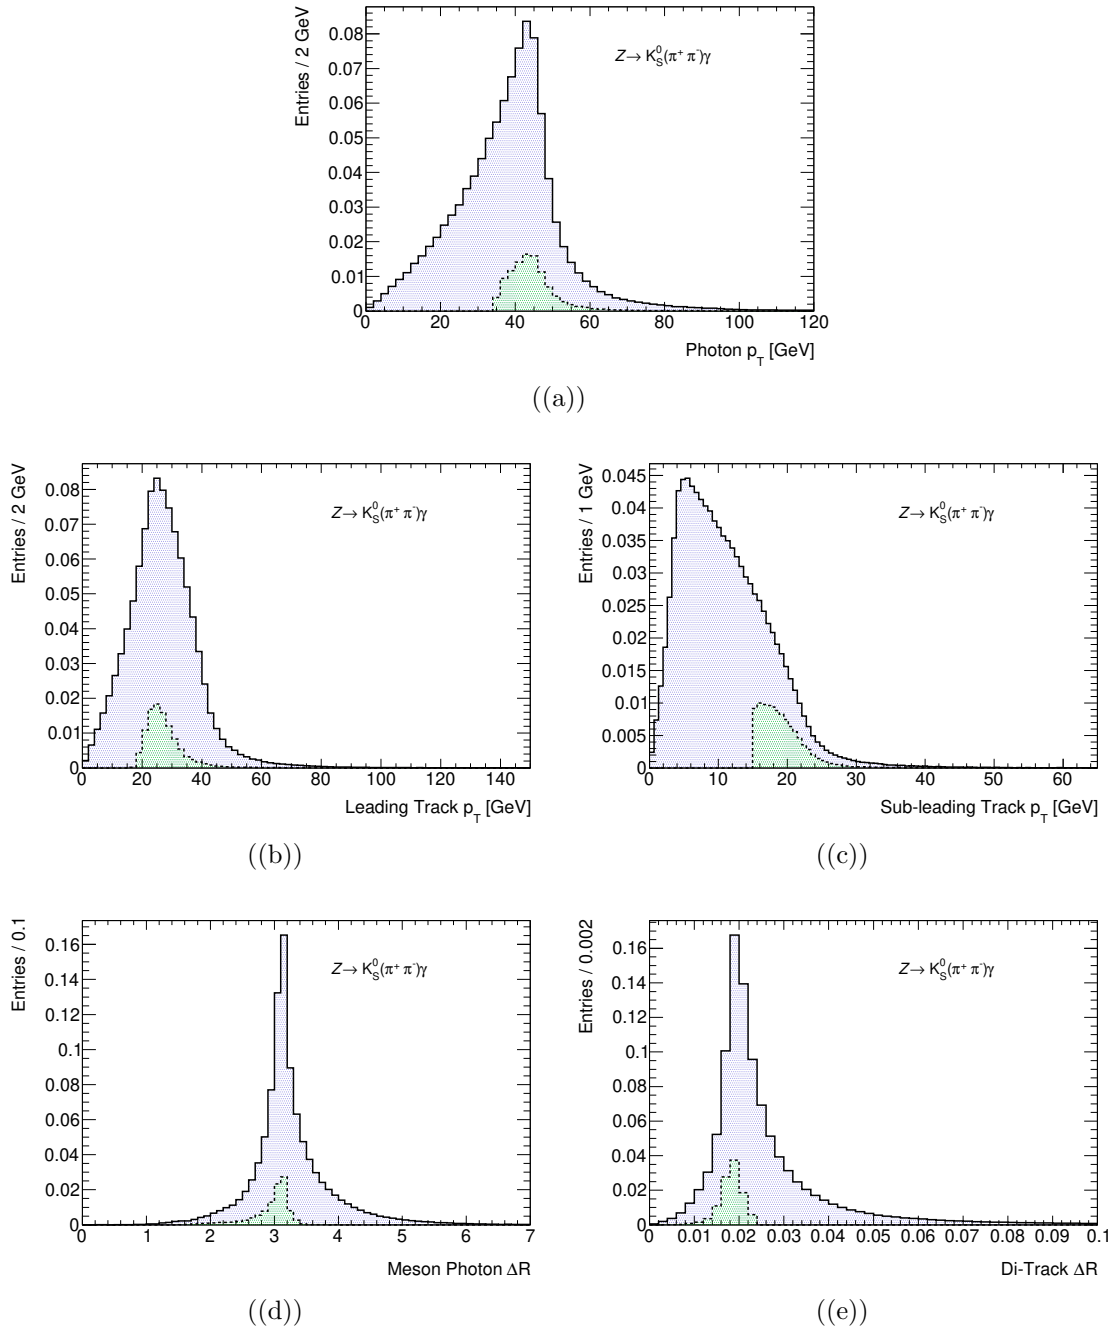 Entries / 2 GeV
0.08
0.07
0.06
0.05
0.04
0.03
0.02
0.01
0
Z→ K⁰_S(π⁺ π⁻)γ
0 20 40 60 80 100 120
Photon p_T [GeV]
((a))
Entries / 2 GeV
0.08
0.07
0.06
0.05
0.04
0.03
0.02
0.01
0
Z→ K⁰_S(π⁺ π⁻)γ
0 20 40 60 80 100 120 140
Leading Track p_T [GeV]
((b))
Entries / 1 GeV
0.045
0.04
0.035
0.03
0.025
0.02
0.015
0.01
0.005
0
Z→ K⁰_S(π⁺ π⁻)γ
0 10 20 30 40 50 60
Sub-leading Track p_T [GeV]
((c))
Entries / 0.1
0.16
0.14
0.12
0.1
0.08
0.06
0.04
0.02
0
Z→ K⁰_S(π⁺ π⁻)γ
0 1 2 3 4 5 6 7
Meson Photon ΔR
((d))
Entries / 0.002
0.16
0.14
0.12
0.1
0.08
0.06
0.04
0.02
0
Z→ K⁰_S(π⁺ π⁻)γ
0 0.01 0.02 0.03 0.04 0.05 0.06 0.07 0.08 0.09 0.1
Di-Track ΔR
((e))